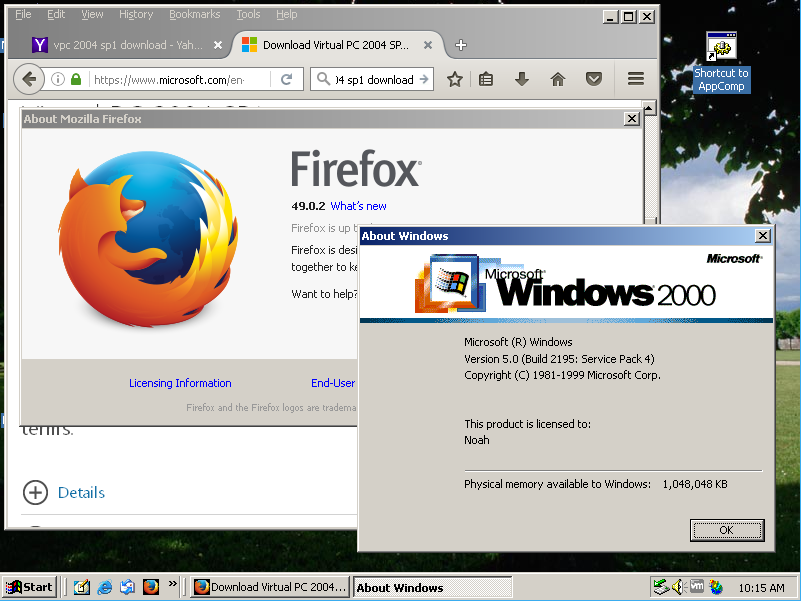 File Edit View History Bookmarks Tools Help
vpc 2004 sp1 download - Yah...
Download Virtual PC 2004 SP...
https://www.microsoft.com/en-
04 sp1 download
Shortcut to
AppComp
About Mozilla Firefox
Firefox
49.0.2 What's new
Firefox is up
Firefox is desi
together to ke
Want to help?
Licensing Information
End-User
Firefox and the Firefox logos are tradema
About Windows
Microsoft
Microsoft
Windows 2000
Microsoft (R) Windows
Version 5.0 (Build 2195: Service Pack 4)
Copyright (C) 1981-1999 Microsoft Corp.
This product is licensed to:
Noah
Physical memory available to Windows: 1,048,048 KB
OK
terms.
Details
Start
Download Virtual PC 2004...
About Windows
vm
10:15 AM